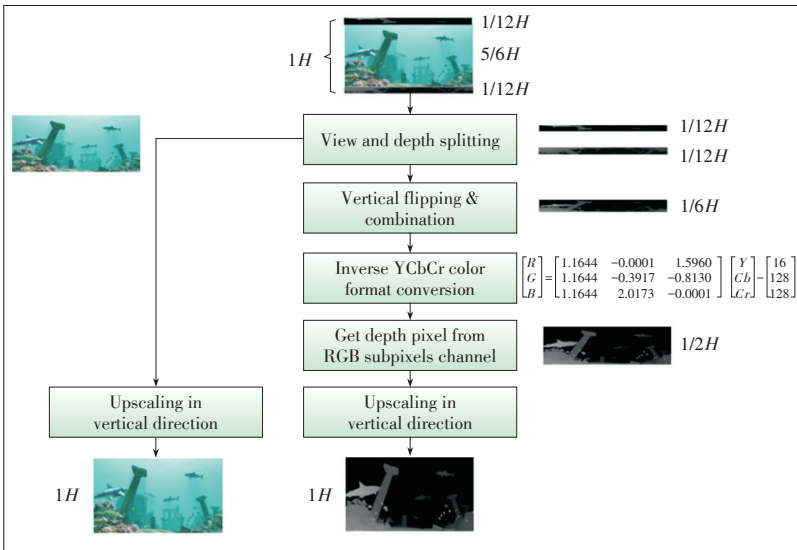 1/12H
1H
5/6H
1/12H
View and depth splitting
1/12H
1/12H
Vertical flipping &
combination
1/6H
Inverse YCbCr color
format conversion
[R] = [1.1644 −0.0001 1.5960] [Y] − [16]
[G] [1.1644 −0.3917 −0.8130] [Cb] [128]
[B] [1.1644 2.0173 −0.0001] [Cr] [128]
Get depth pixel from
RGB subpixels channel
1/2H
Upscaling in
vertical direction
Upscaling in
vertical direction
1H
1H